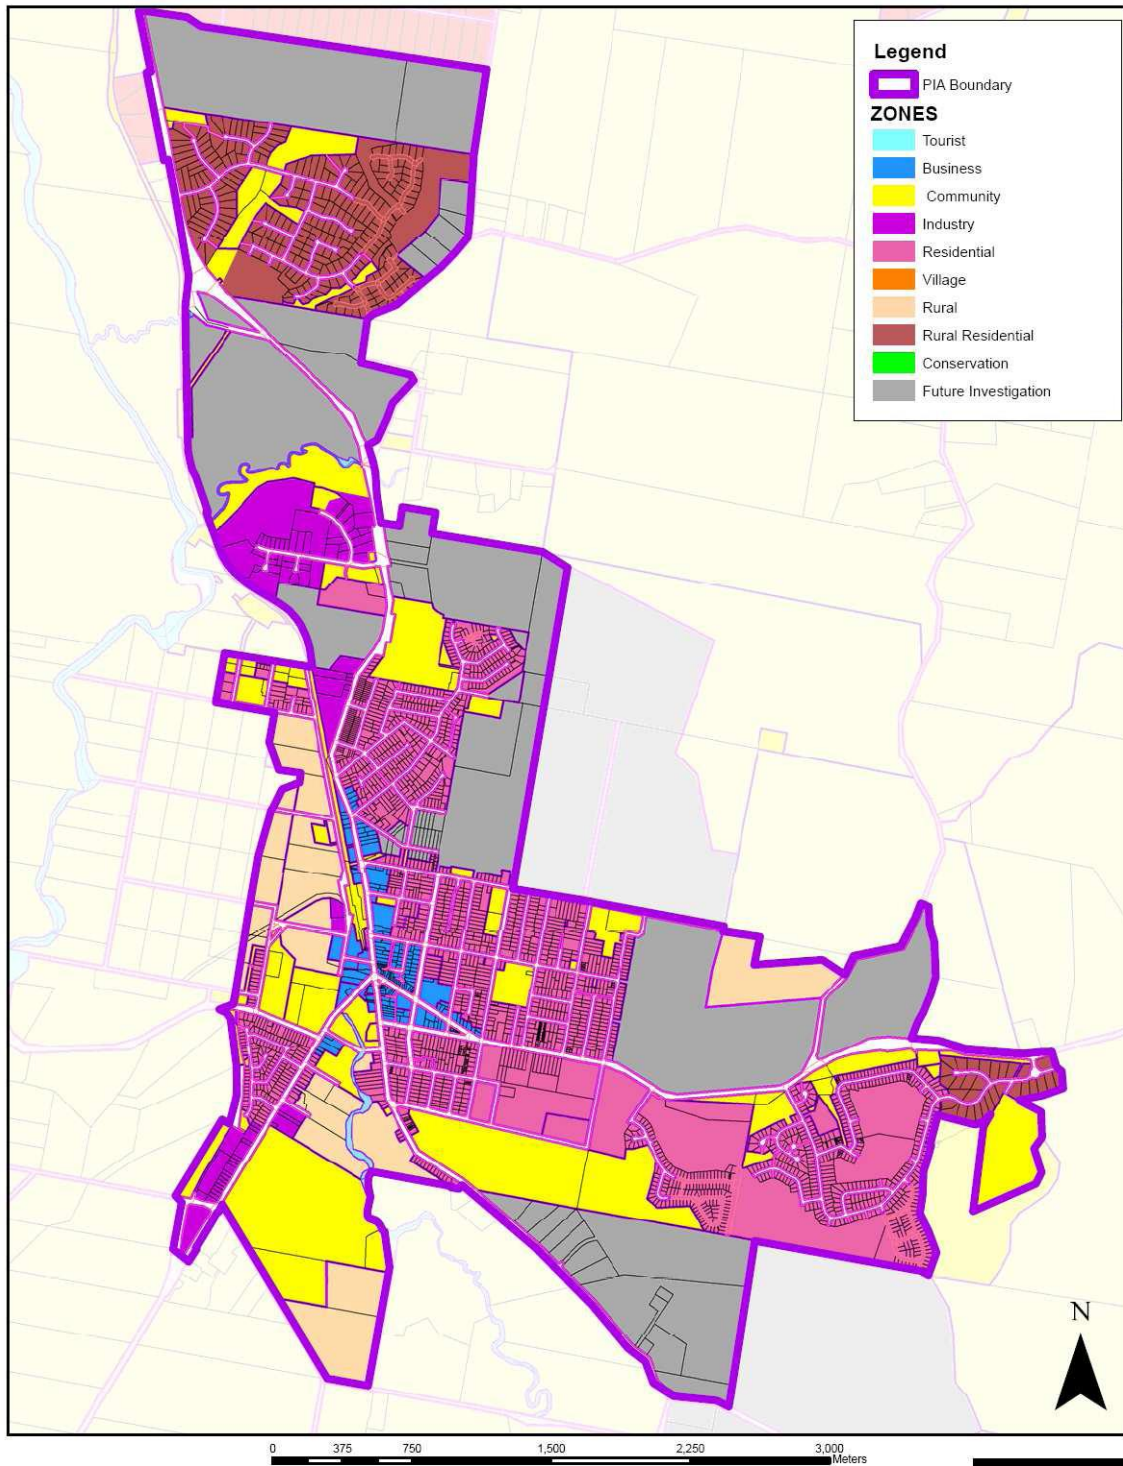 Legend
PIA Boundary
ZONES
Tourist
Business
Community
Industry
Residential
Village
Rural
Rural Residential
Conservation
Future Investigation
N
0 375 750 1,500 2,250 3,000
Meters